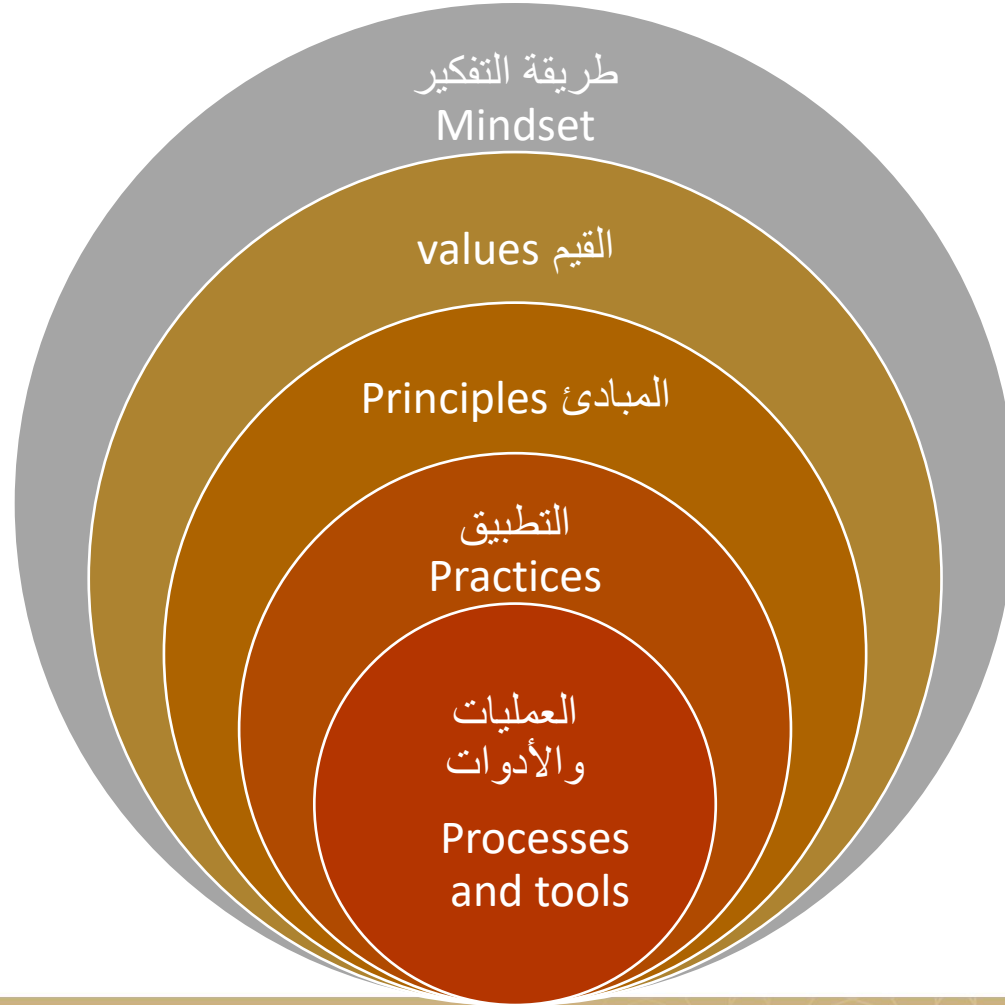 طريقة التفكير
Mindset
القيم values
المبادئ Principles
التطبيق
Practices
العمليات
والأدوات
Processes
and tools